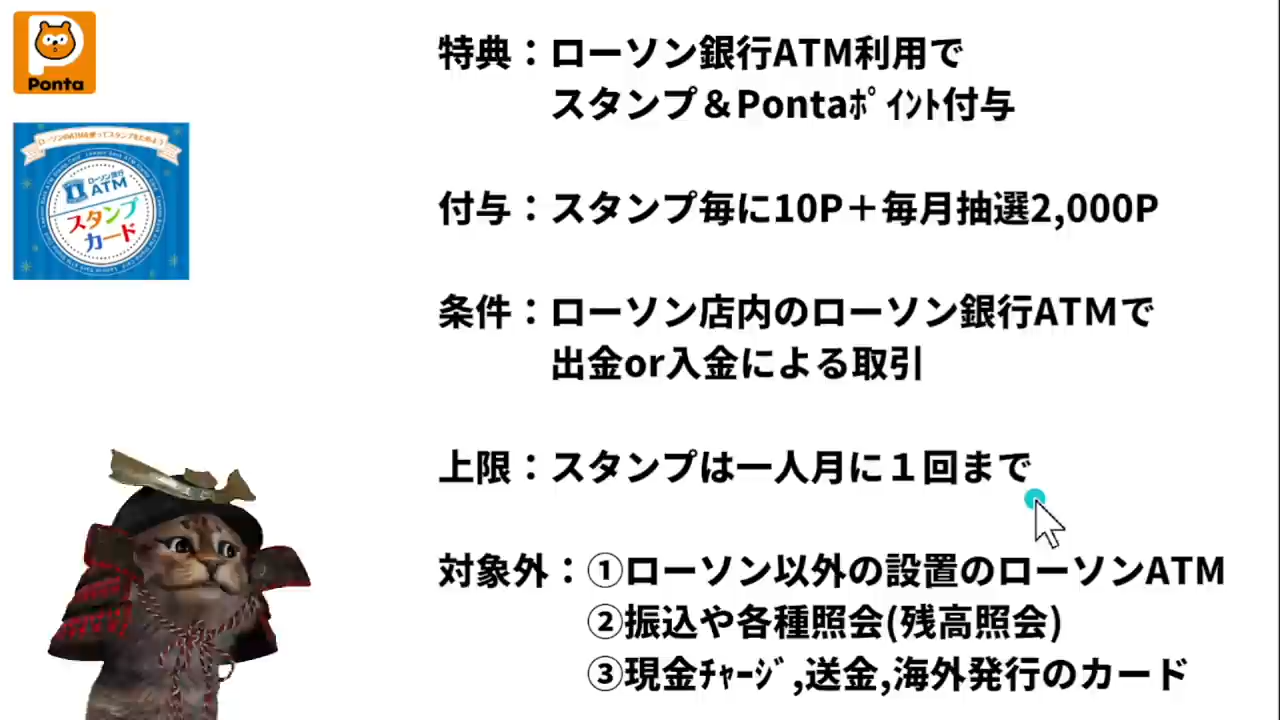 Ponta
ローソン銀行
ATM
スタンプ
カード
特典：ローソン銀行ATM利用で
スタンプ＆Pontaﾎﾟｲﾝﾄ付与
付与：スタンプ毎に10P＋毎月抽選2,000P
条件：ローソン店内のローソン銀行ATMで
出金or入金による取引
上限：スタンプは一人月に１回まで
対象外：①ローソン以外の設置のローソンATM
②振込や各種照会(残高照会)
③現金ﾁｬｰｼﾞ,送金,海外発行のカード